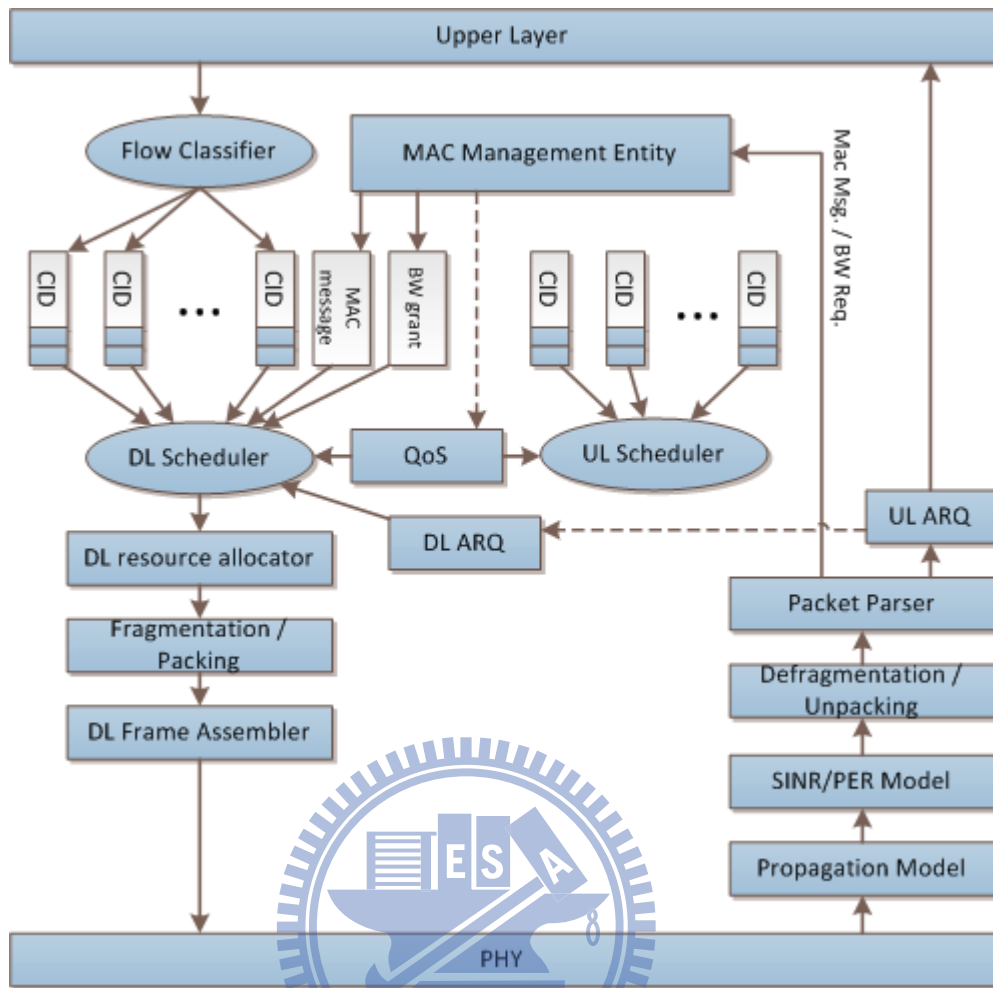 Upper Layer
Flow Classifier
MAC Management Entity
Mac Msg. / BW Req.
CID
CID
...
CID
MAC
message
BW grant
CID
CID
...
CID
DL Scheduler
QoS
UL Scheduler
DL ARQ
UL ARQ
DL resource allocator
Packet Parser
Fragmentation /
Packing
Defragmentation /
Unpacking
DL Frame Assembler
SINR/PER Model
Propagation Model
E S A
PHY